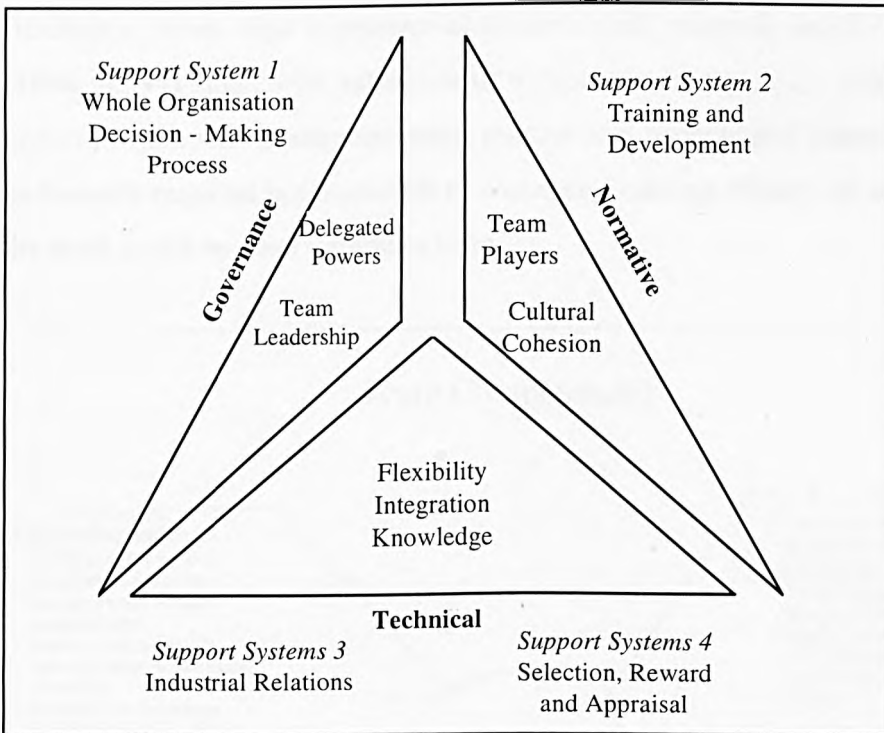 Support System 1
Whole Organisation
Decision - Making
Process
Support System 2
Training and
Development
Governance
Normative
Delegated
Powers
Team
Leadership
Team
Players
Cultural
Cohesion
Flexibility
Integration
Knowledge
Technical
Support Systems 3
Industrial Relations
Support Systems 4
Selection, Reward
and Appraisal